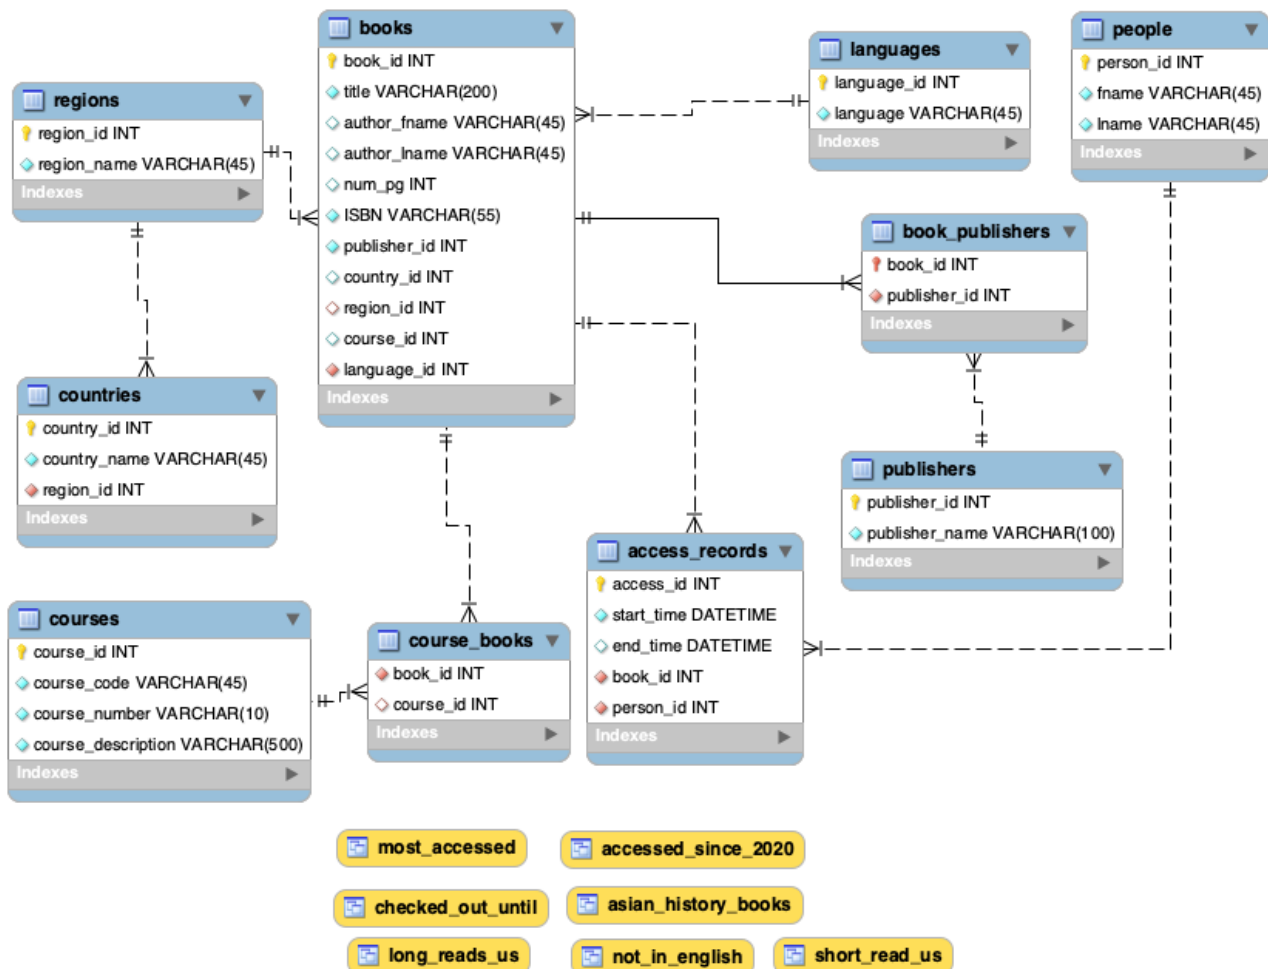 books
book_id INT
title VARCHAR(200)
author_fname VARCHAR(45)
author_lname VARCHAR(45)
num_pg INT
ISBN VARCHAR(55)
publisher_id INT
country_id INT
region_id INT
course_id INT
language_id INT
Indexes
languages
language_id INT
language VARCHAR(45)
Indexes
people
person_id INT
fname VARCHAR(45)
lname VARCHAR(45)
Indexes
regions
region_id INT
region_name VARCHAR(45)
Indexes
book_publishers
book_id INT
publisher_id INT
Indexes
countries
country_id INT
country_name VARCHAR(45)
region_id INT
Indexes
publishers
publisher_id INT
publisher_name VARCHAR(100)
Indexes
access_records
access_id INT
start_time DATETIME
end_time DATETIME
book_id INT
person_id INT
Indexes
courses
course_id INT
course_code VARCHAR(45)
course_number VARCHAR(10)
course_description VARCHAR(500)
Indexes
course_books
book_id INT
course_id INT
Indexes
most_accessed
accessed_since_2020
checked_out_until
asian_history_books
long_reads_us
not_in_english
short_read_us